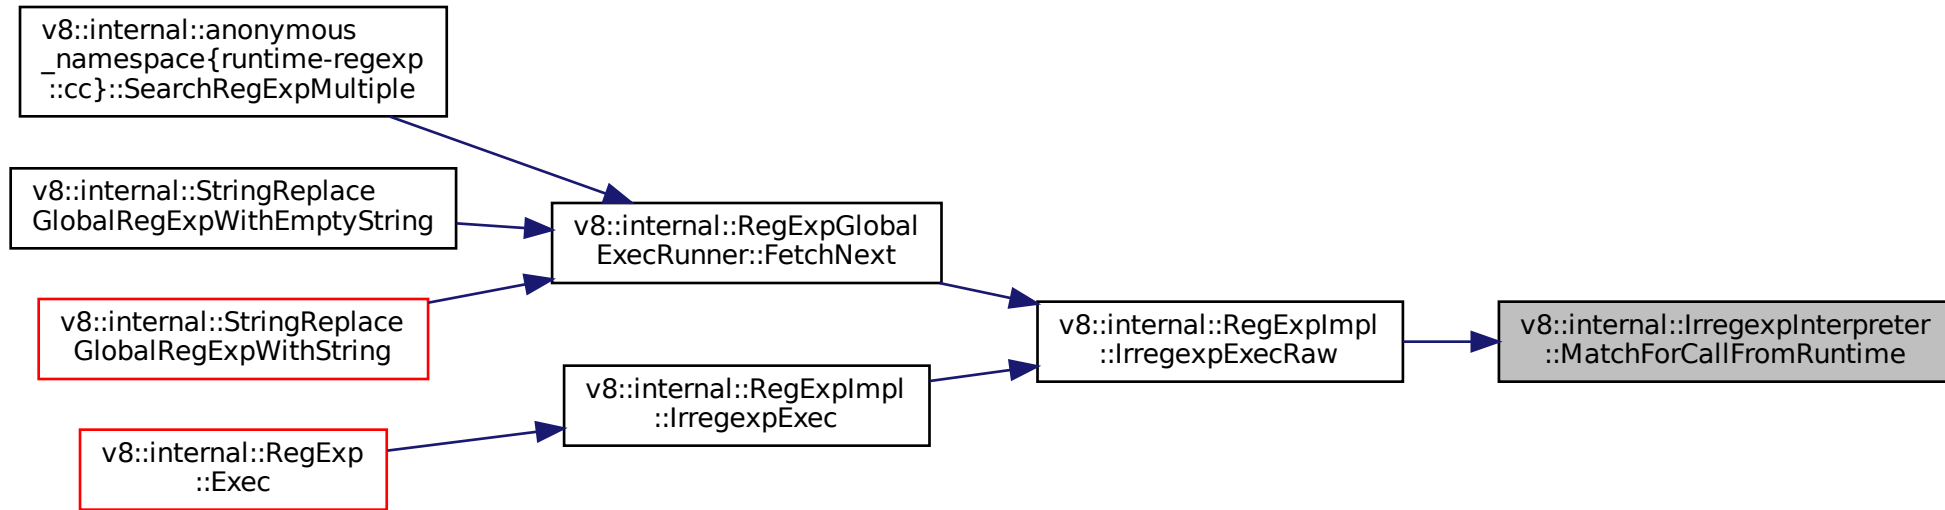 v8::internal::anonymous
_namespace{runtime-regexp
::cc}::SearchRegExpMultiple
v8::internal::StringReplace
GlobalRegExpWithEmptyString
v8::internal::StringReplace
GlobalRegExpWithString
v8::internal::RegExp
::Exec
v8::internal::RegExpGlobal
ExecRunner::FetchNext
v8::internal::RegExpImpl
::IrregexpExec
v8::internal::RegExpImpl
::IrregexpExecRaw
v8::internal::IrregexpInterpreter
::MatchForCallFromRuntime